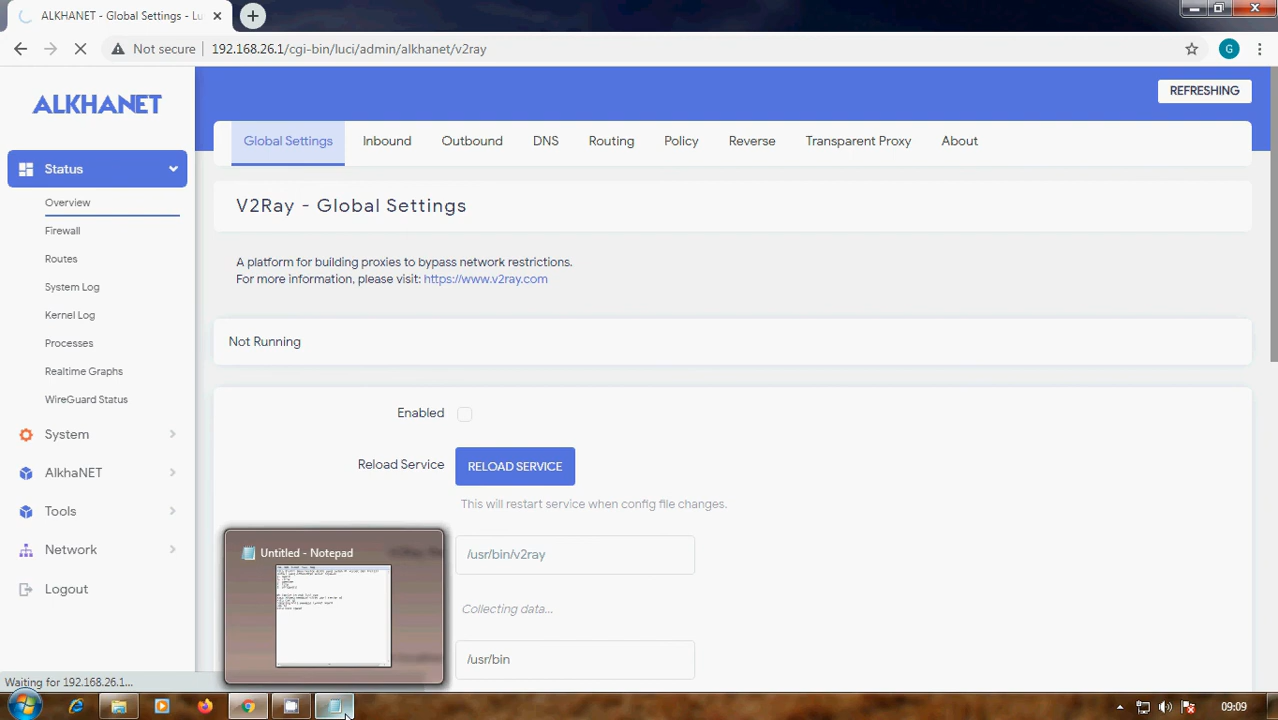 ALKHANET - Global Settings - Lu
Not secure
192.168.26.1/cgi-bin/luci/admin/alkhanet/v2ray
G
ALKHANET
REFRESHING
Status
Overview
Firewall
Routes
System Log
Kernel Log
Processes
Realtime Graphs
WireGuard Status
System
AlkhaNET
Tools
Network
Logout
Global Settings
Inbound
Outbound
DNS
Routing
Policy
Reverse
Transparent Proxy
About
V2Ray - Global Settings
A platform for building proxies to bypass network restrictions.
For more information, please visit: https://www.v2ray.com
Not Running
Enabled
Reload Service
RELOAD SERVICE
This will restart service when config file changes.
/usr/bin/v2ray
Collecting data...
/usr/bin
Untitled - Notepad
Waiting for 192.168.26.1...
09:09